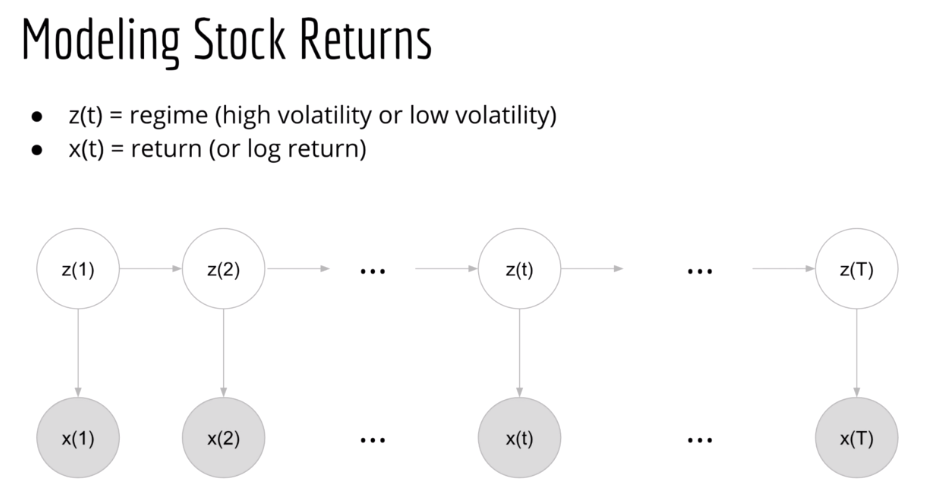 Modeling Stock Returns
● z(t) = regime (high volatility or low volatility)
● x(t) = return (or log return)
z(1) z(2) ... z(t) ... z(T)
x(1) x(2) ... x(t) ... x(T)